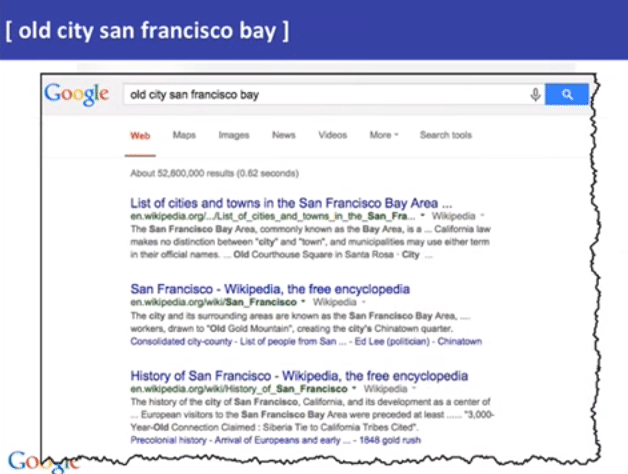 [ old city san francisco bay ]
Google
old city san francisco bay
Web Maps Images News Videos More Search tools
About 52,800,000 results (0.62 seconds)
List of cities and towns in the San Francisco Bay Area ...
en.wikipedia.org/.../List_of_cities_and_towns_in_the_San_Fra... Wikipedia
The San Francisco Bay Area, commonly known as the Bay Area, is a ... California law
makes no distinction between "city" and "town", and municipalities may use either term
in their official names. ... Old Courthouse Square in Santa Rosa · City ...
San Francisco - Wikipedia, the free encyclopedia
en.wikipedia.org/wiki/San_Francisco Wikipedia
The city and its surrounding areas are known as the San Francisco Bay Area, ....
workers, drawn to "Old Gold Mountain", creating the city's Chinatown quarter.
Consolidated city-county - List of people from San ... - Ed Lee (politician) - Chinatown
History of San Francisco - Wikipedia, the free encyclopedia
en.wikipedia.org/wiki/History_of_San_Francisco Wikipedia
The history of the city of San Francisco, California, and its development as a center of
... European visitors to the San Francisco Bay Area were preceded at least ...... "3,000-
Year-Old Connection Claimed : Siberia Tie to California Tribes Cited".
Precolonial history - Arrival of Europeans and early ... - 1848 gold rush
Google